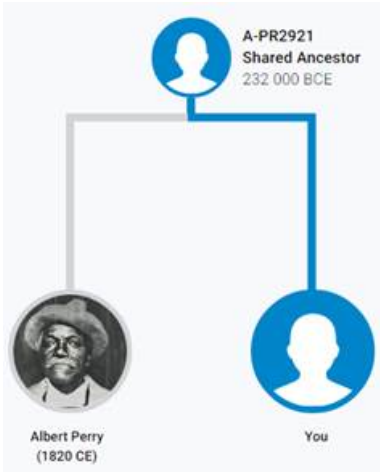 A-PR2921
Shared Ancestor
232 000 BCE
Albert Perry
(1820 CE)
You